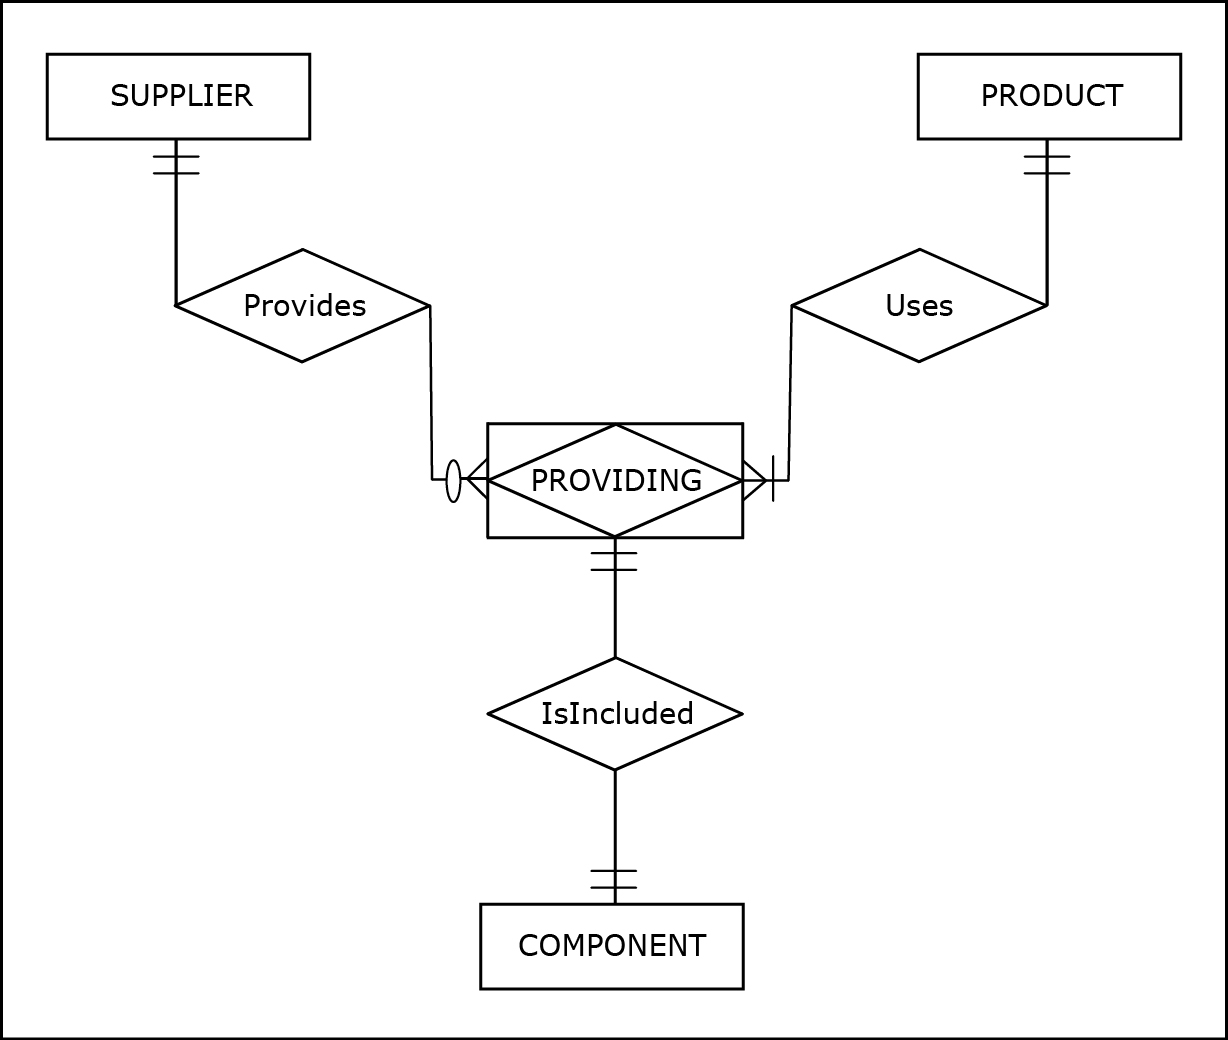 SUPPLIER
PRODUCT
Provides
Uses
PROVIDING
IsIncluded
COMPONENT